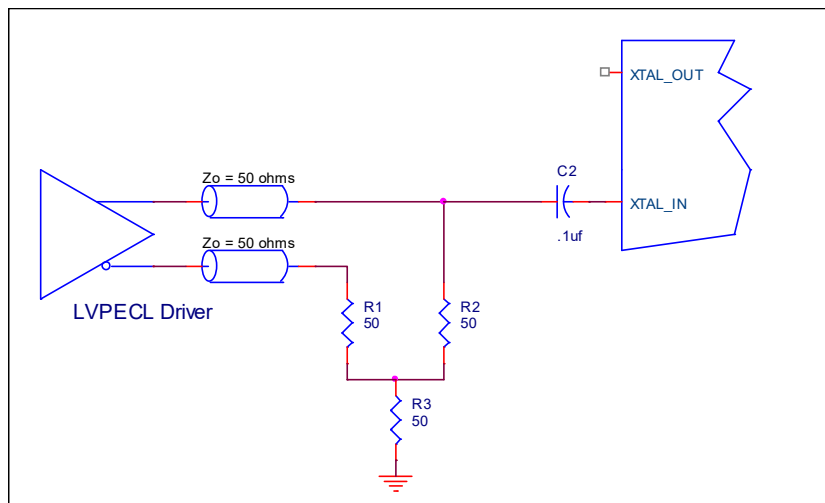 XTAL_OUT
Zo = 50 ohms
C2
XTAL_IN
.1uf
Zo = 50 ohms
LVPECL Driver
R1
50
R2
50
R3
50